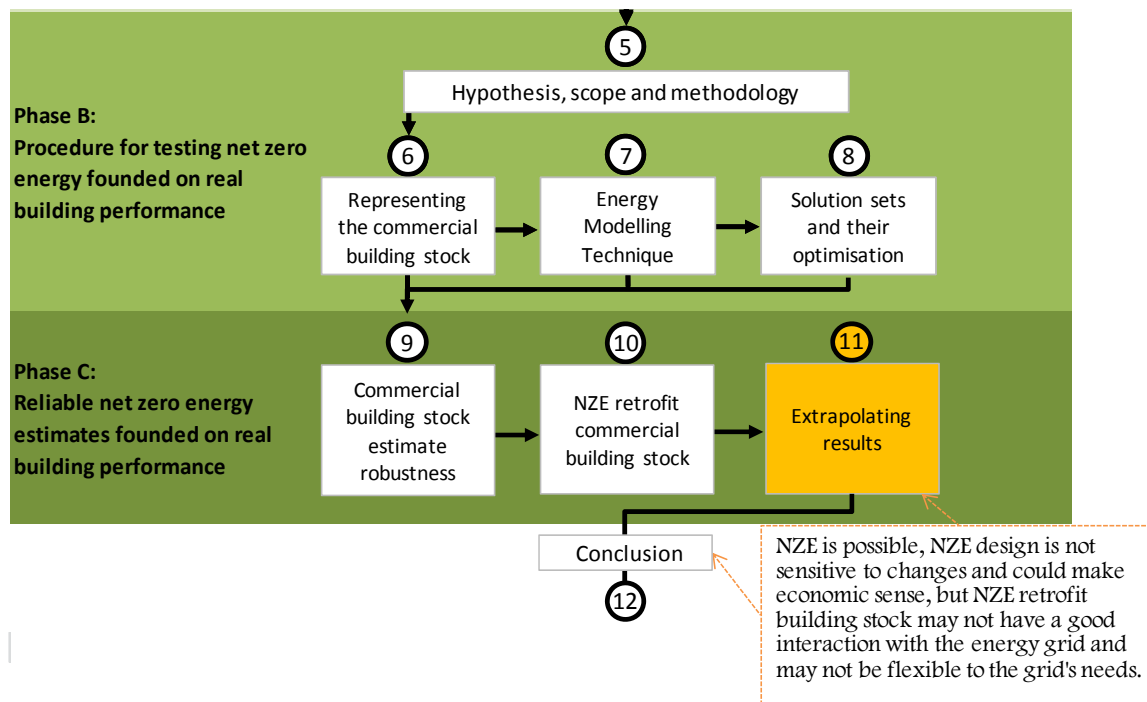 5
Hypothesis, scope and methodology
Phase B:
Procedure for testing net zero
energy founded on real
building performance
6
7
8
Representing
the commercial
building stock
Energy
Modelling
Technique
Solution sets
and their
optimisation
Phase C:
Reliable net zero energy
estimates founded on real
building performance
9
10
11
Commercial
building stock
estimate
robustness
NZE retrofit
commercial
building stock
Extrapolating
results
Conclusion
12
NZE is possible, NZE design is not
sensitive to changes and could make
economic sense, but NZE retrofit
building stock may not have a good
interaction with the energy grid and
may not be flexible to the grid's needs.